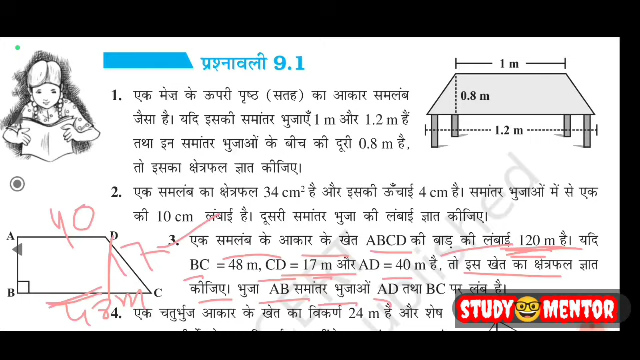 प्रश्नावली 9.1
1. एक मेज़ के ऊपरी पृष्ठ (सतह) का आकार समलंब
जैसा है। यदि इसकी समांतर भुजाएँ 1 m और 1.2 m हैं
तथा इन समांतर भुजाओं के बीच की दूरी 0.8 m है,
तो इसका क्षेत्रफल ज्ञात कीजिए।
1 m
0.8 m
1.2 m
2. एक समलंब का क्षेत्रफल 34 cm² है और इसकी ऊँचाई 4 cm है। समांतर भुजाओं में से एक
की 10 cm लंबाई है। दूसरी समांतर भुजा की लंबाई ज्ञात कीजिए।
40
A D
17
B C
48m
3. एक समलंब के आकार के खेत ABCD की बाड़ की लंबाई 120 m है। यदि
BC = 48 m, CD = 17 m और AD = 40 m है, तो इस खेत का क्षेत्रफल ज्ञात
कीजिए। भुजा AB समांतर भुजाओं AD तथा BC पर लंब है।
4. एक चतुर्भुज आकार के खेत का विकर्ण 24 m है और शेष
STUDY MENTOR